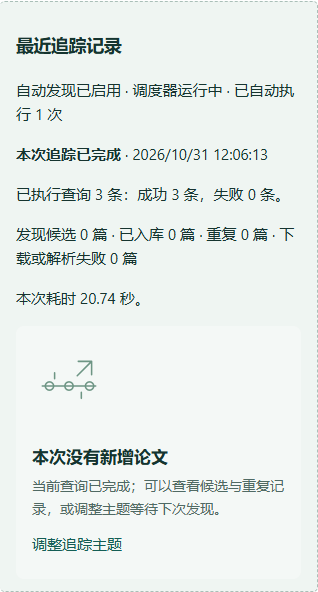 最近追踪记录
自动发现已启用 · 调度器运行中 · 已自动执
行 1 次
本次追踪已完成 · 2026/10/31 12:06:13
已执行查询 3 条：成功 3 条，失败 0 条。
发现候选 0 篇 · 已入库 0 篇 · 重复 0 篇 · 下
载或解析失败 0 篇
本次耗时 20.74 秒。
本次没有新增论文
当前查询已完成；可以查看候选与重复记
录，或调整主题等待下次发现。
调整追踪主题